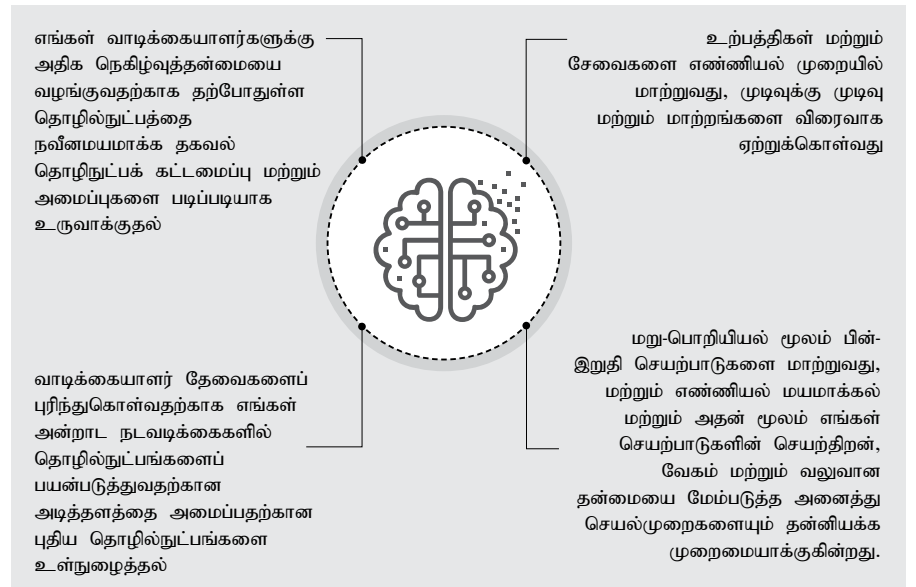 எங்கள் வாடிக்கையாளர்களுக்கு
அதிக நெகிழ்வுத்தன்மையை
வழங்குவதற்காக தற்போதுள்ள
தொழில்நுட்பத்தை
நவீனமயமாக்க தகவல்
தொழிநுட்பக் கட்டமைப்பு மற்றும்
அமைப்புகளை படிப்படியாக
உருவாக்குதல்
உற்பத்திகள் மற்றும்
சேவைகளை எண்ணியல் முறையில்
மாற்றுவது, முடிவுக்கு முடிவு
மற்றும் மாற்றங்களை விரைவாக
ஏற்றுக்கொள்வது
வாடிக்கையாளர் தேவைகளைப்
புரிந்துகொள்வதற்காக எங்கள்
அன்றாட நடவடிக்கைகளில்
தொழில்நுட்பங்களைப்
பயன்படுத்துவதற்கான
அடித்தளத்தை அமைப்பதற்கான
புதிய தொழில்நுட்பங்களை
உள்நுழைத்தல்
மறு-பொறியியல் மூலம் பின்-
இறுதி செயற்பாடுகளை மாற்றுவது,
மற்றும் எண்ணியல் மயமாக்கல்
மற்றும் அதன் மூலம் எங்கள்
செயற்பாடுகளின் செயற்திறன்,
வேகம் மற்றும் வலுவான
தன்மையை மேம்படுத்த அனைத்து
செயல்முறைகளையும் தன்னியக்க
முறைமையாக்குகின்றது.